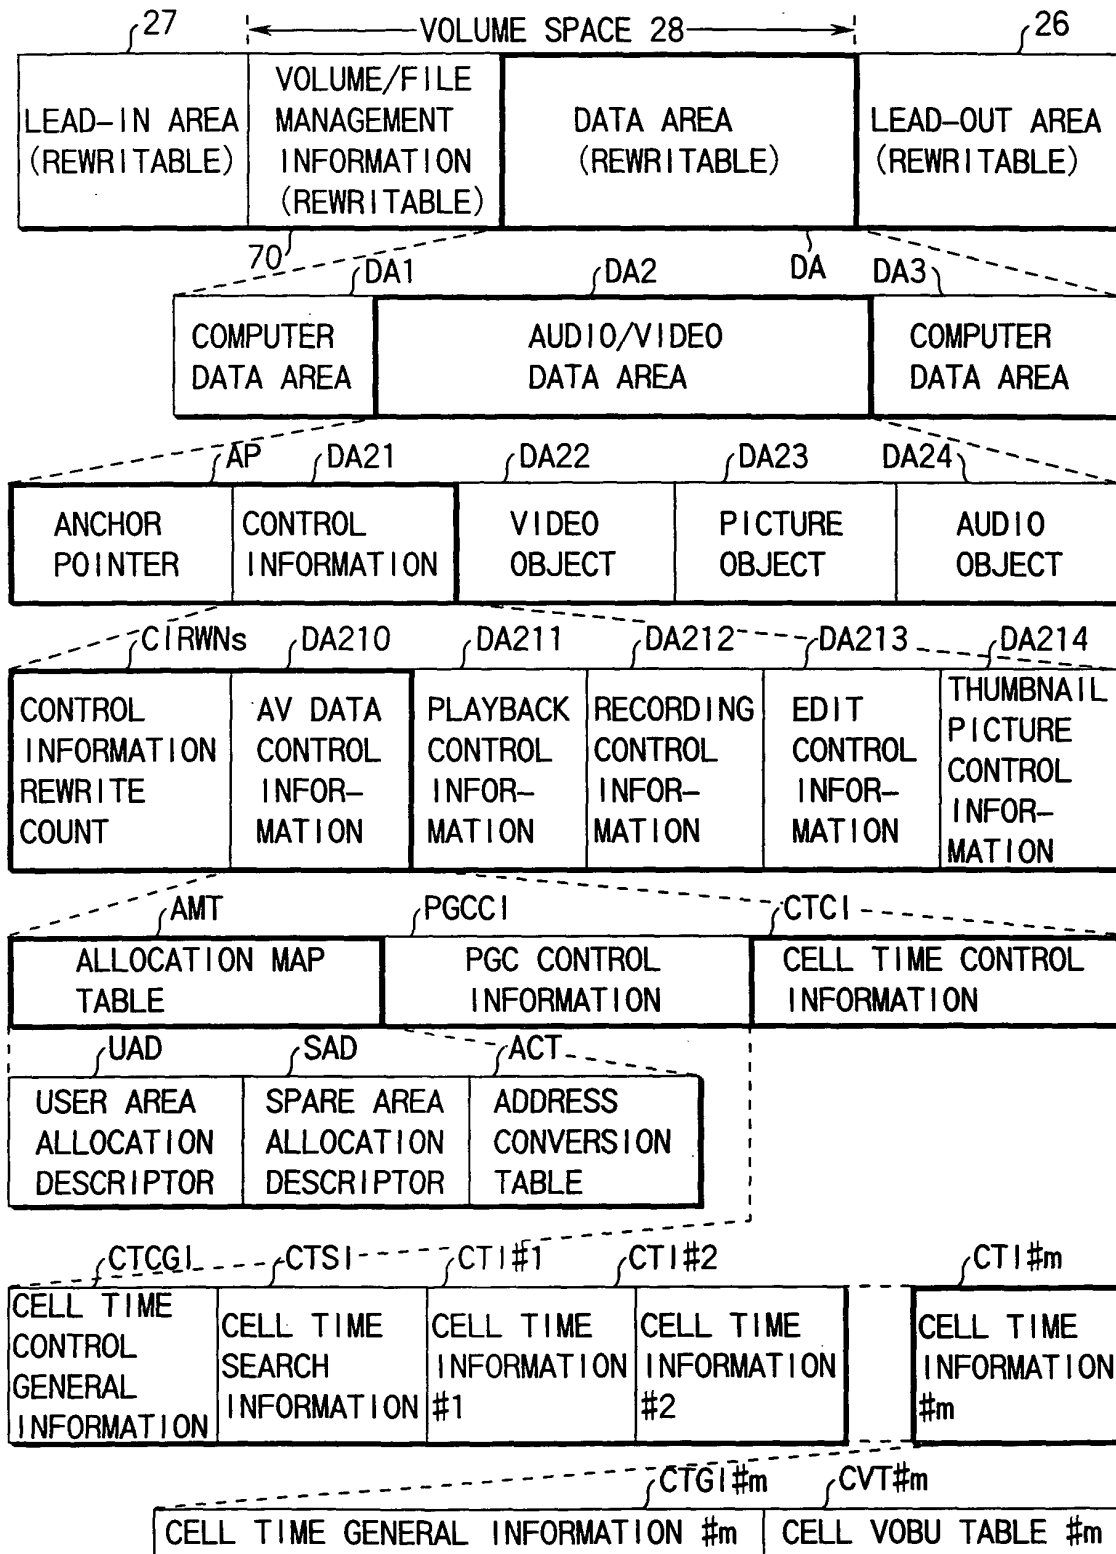 27 VOLUME SPACE 28 26
LEAD-IN AREA (REWRITABLE)
VOLUME/FILE MANAGEMENT INFORMATION (REWRITABLE)
DATA AREA (REWRITABLE)
LEAD-OUT AREA (REWRITABLE)
70 DA
DA1 DA2 DA3
COMPUTER DATA AREA
AUDIO/VIDEO DATA AREA
COMPUTER DATA AREA
AP DA21 DA22 DA23 DA24
ANCHOR POINTER
CONTROL INFORMATION
VIDEO OBJECT
PICTURE OBJECT
AUDIO OBJECT
CIRWNs DA210 DA211 DA212 DA213 DA214
CONTROL INFORMATION REWRITE COUNT
AV DATA CONTROL INFOR-MATION
PLAYBACK CONTROL INFOR-MATION
RECORDING CONTROL INFOR-MATION
EDIT CONTROL INFOR-MATION
THUMBNAIL PICTURE CONTROL INFOR-MATION
AMT PGCCI CTCI
ALLOCATION MAP TABLE
PGC CONTROL INFORMATION
CELL TIME CONTROL INFORMATION
UAD SAD ACT
USER AREA ALLOCATION DESCRIPTOR
SPARE AREA ALLOCATION DESCRIPTOR
ADDRESS CONVERSION TABLE
CTCGI CTSI CTI#1 CTI#2 CTI#m
CELL TIME CONTROL GENERAL INFORMATION
CELL TIME SEARCH INFORMATION
CELL TIME INFORMATION #1
CELL TIME INFORMATION #2
CELL TIME INFORMATION #m
CTGI#m CVT#m
CELL TIME GENERAL INFORMATION #m
CELL VOBU TABLE #m